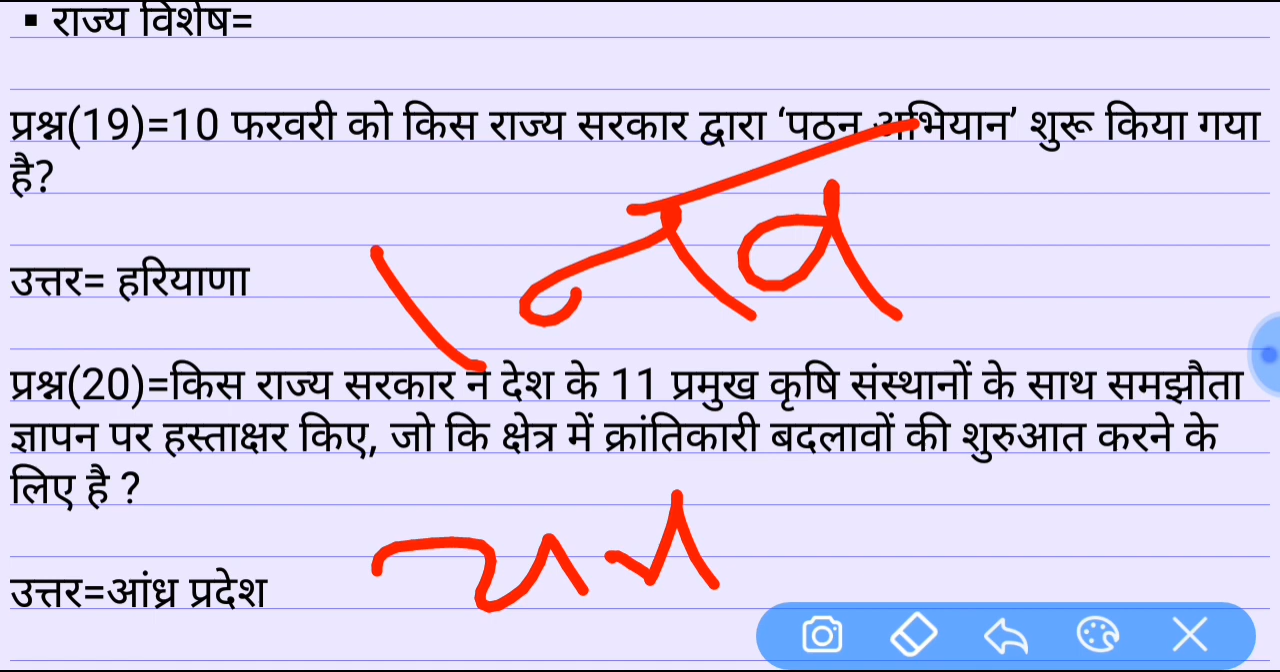 ▪ राज्य विशेष=
प्रश्न(19)=10 फरवरी को किस राज्य सरकार द्वारा ‘पठन अभियान’ शुरू किया गया
है?
उत्तर= हरियाणा
प्रश्न(20)=किस राज्य सरकार ने देश के 11 प्रमुख कृषि संस्थानों के साथ समझौता
ज्ञापन पर हस्ताक्षर किए, जो कि क्षेत्र में क्रांतिकारी बदलावों की शुरुआत करने के
लिए है ?
उत्तर=आंध्र प्रदेश